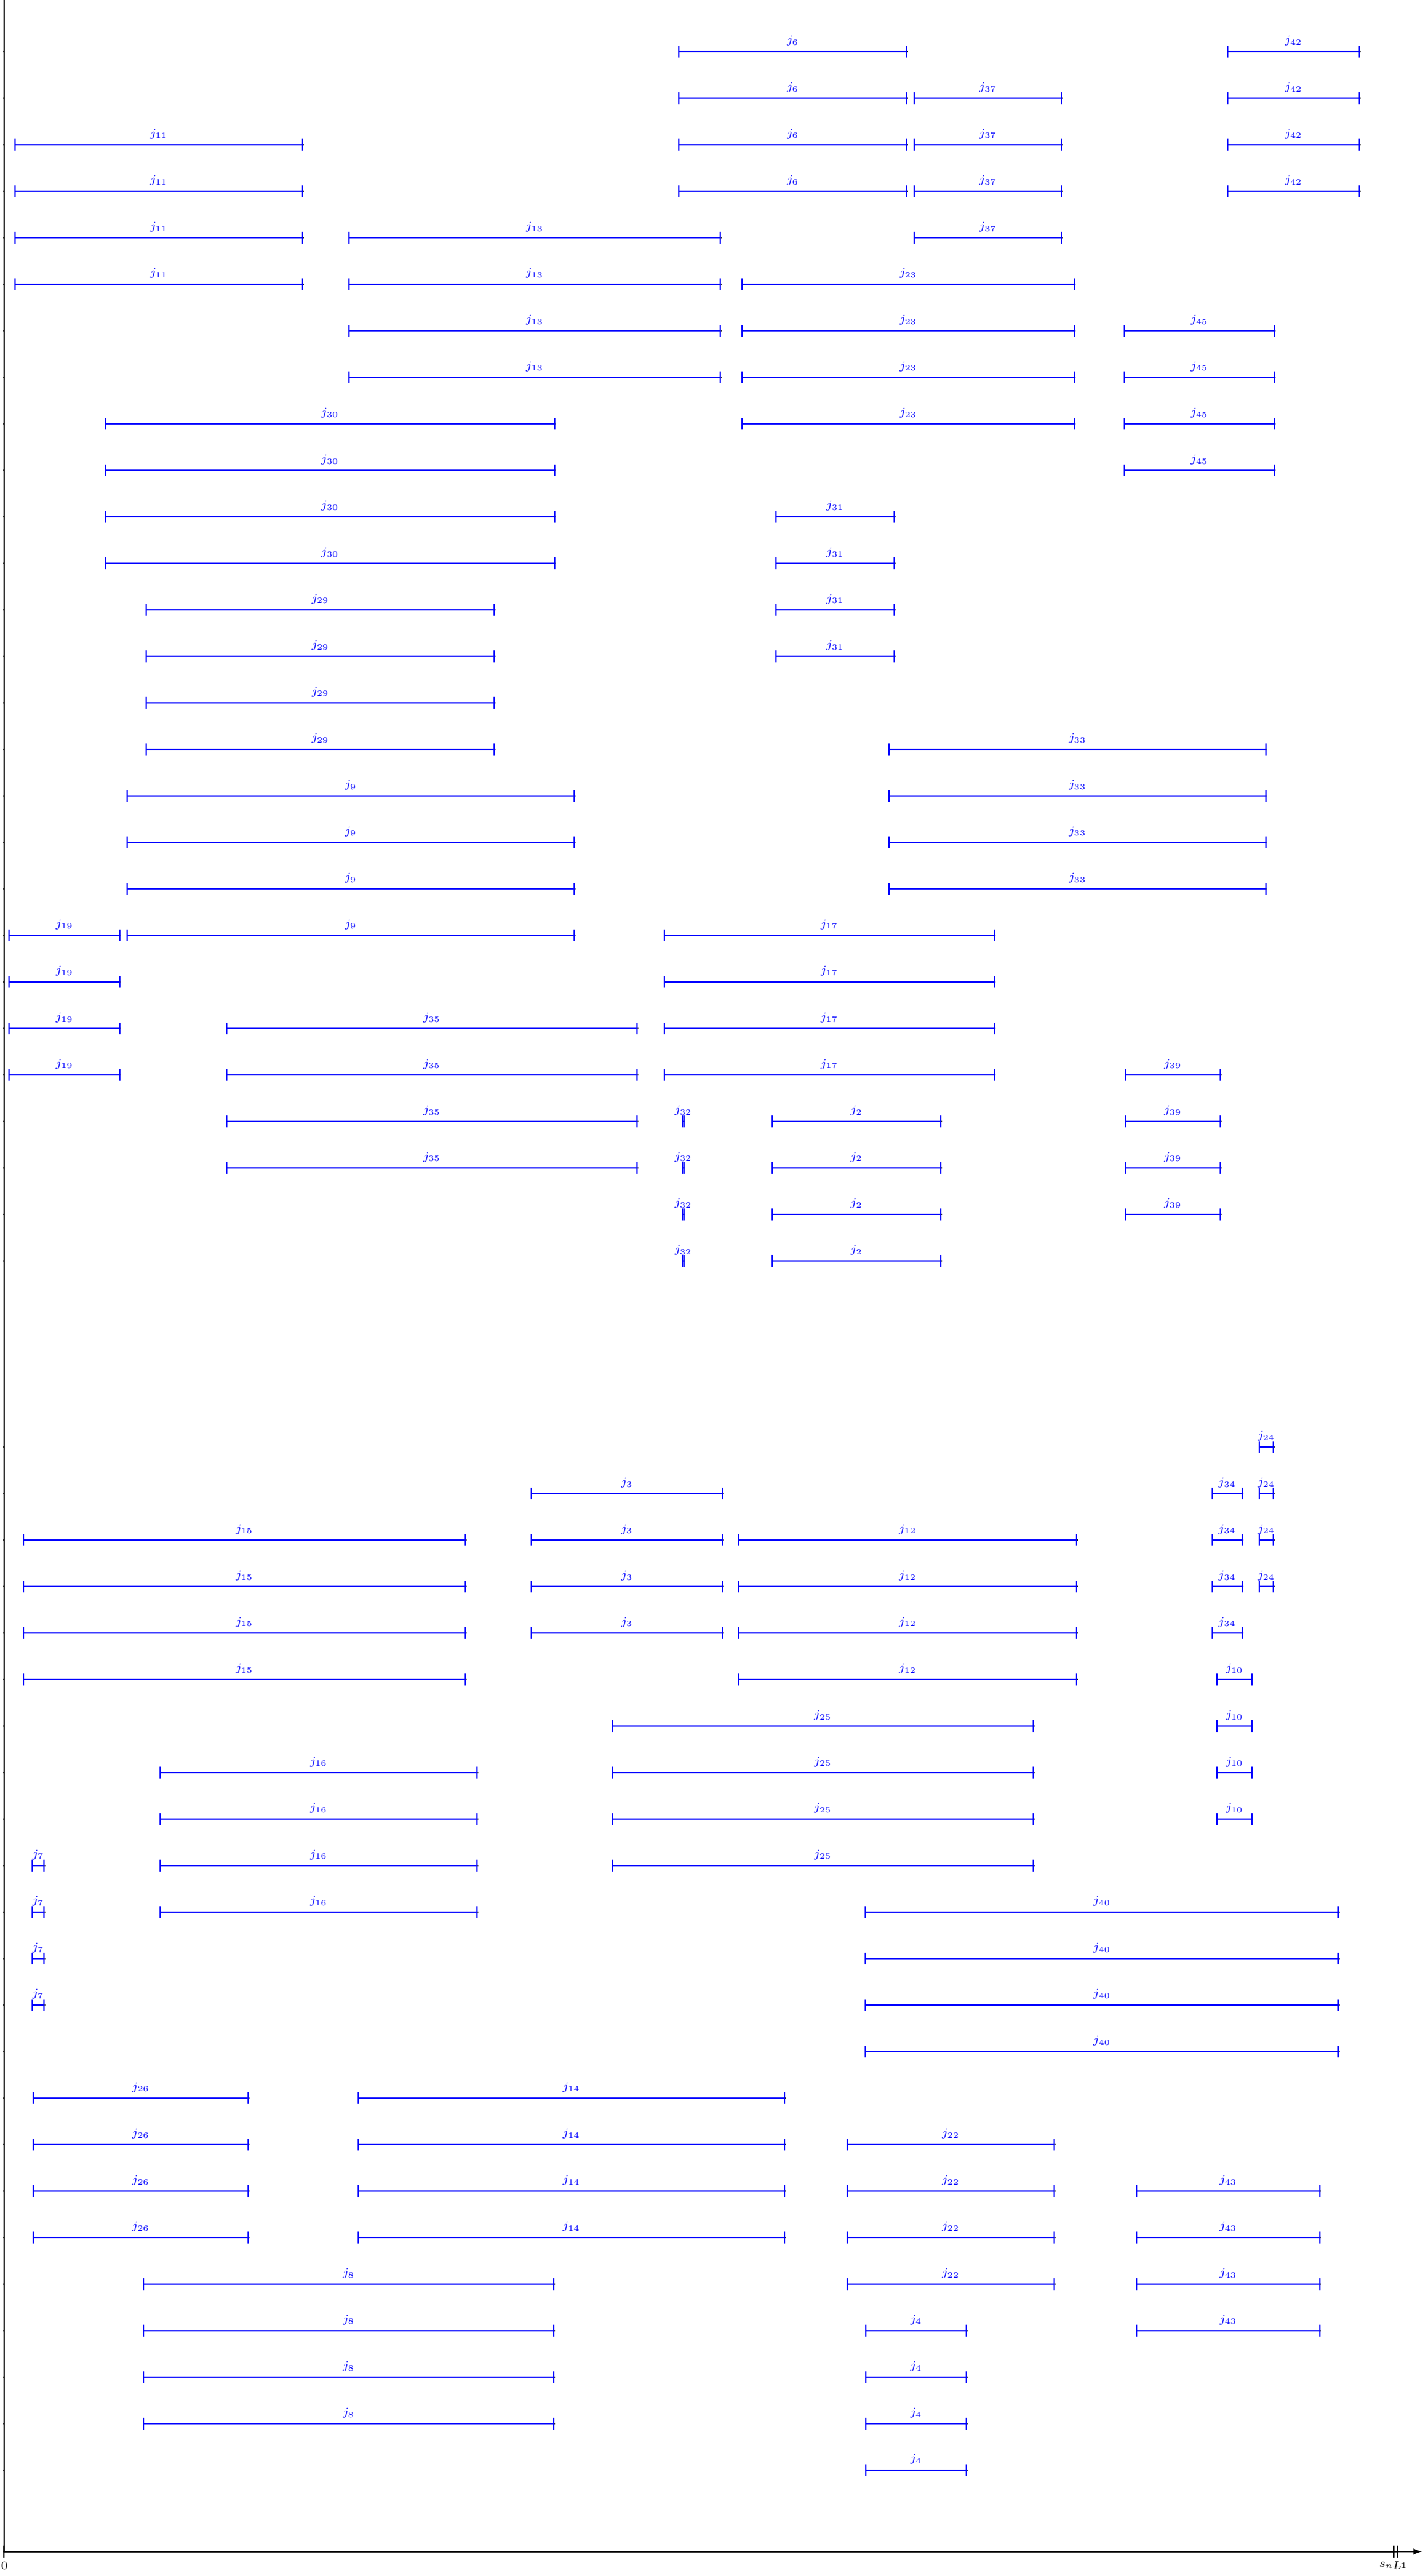 j₆ j₄₂
j₆ j₃₇ j₄₂
j₁₁ j₆ j₃₇ j₄₂
j₁₁ j₆ j₃₇ j₄₂
j₁₁ j₁₃ j₃₇
j₁₁ j₁₃ j₂₃
j₁₃ j₂₃ j₄₅
j₁₃ j₂₃ j₄₅
j₃₀ j₂₃ j₄₅
j₃₀ j₄₅
j₃₀ j₃₁
j₃₀ j₃₁
j₂₉ j₃₁
j₂₉ j₃₁
j₂₉
j₂₉ j₃₃
j₉ j₃₃
j₉ j₃₃
j₉ j₃₃
j₁₉ j₉ j₁₇
j₁₉ j₁₇
j₁₉ j₃₅ j₁₇
j₁₉ j₃₅ j₁₇ j₃₉
j₃₅ j₃₂ j₂ j₃₉
j₃₅ j₃₂ j₂ j₃₉
j₃₂ j₂ j₃₉
j₃₂ j₂
j₂₄
j₃ j₃₄ j₂₄
j₁₅ j₃ j₁₂ j₃₄ j₂₄
j₁₅ j₃ j₁₂ j₃₄ j₂₄
j₁₅ j₃ j₁₂ j₃₄
j₁₅ j₁₂ j₁₀
j₂₅ j₁₀
j₁₆ j₂₅ j₁₀
j₁₆ j₂₅ j₁₀
j₇ j₁₆ j₂₅
j₇ j₁₆ j₄₀
j₇ j₄₀
j₇ j₄₀
j₄₀
j₂₆ j₁₄
j₂₆ j₁₄ j₂₂
j₂₆ j₁₄ j₂₂ j₄₃
j₂₆ j₁₄ j₂₂ j₄₃
j₈ j₂₂ j₄₃
j₈ j₄ j₄₃
j₈ j₄
j₈ j₄
j₄
0